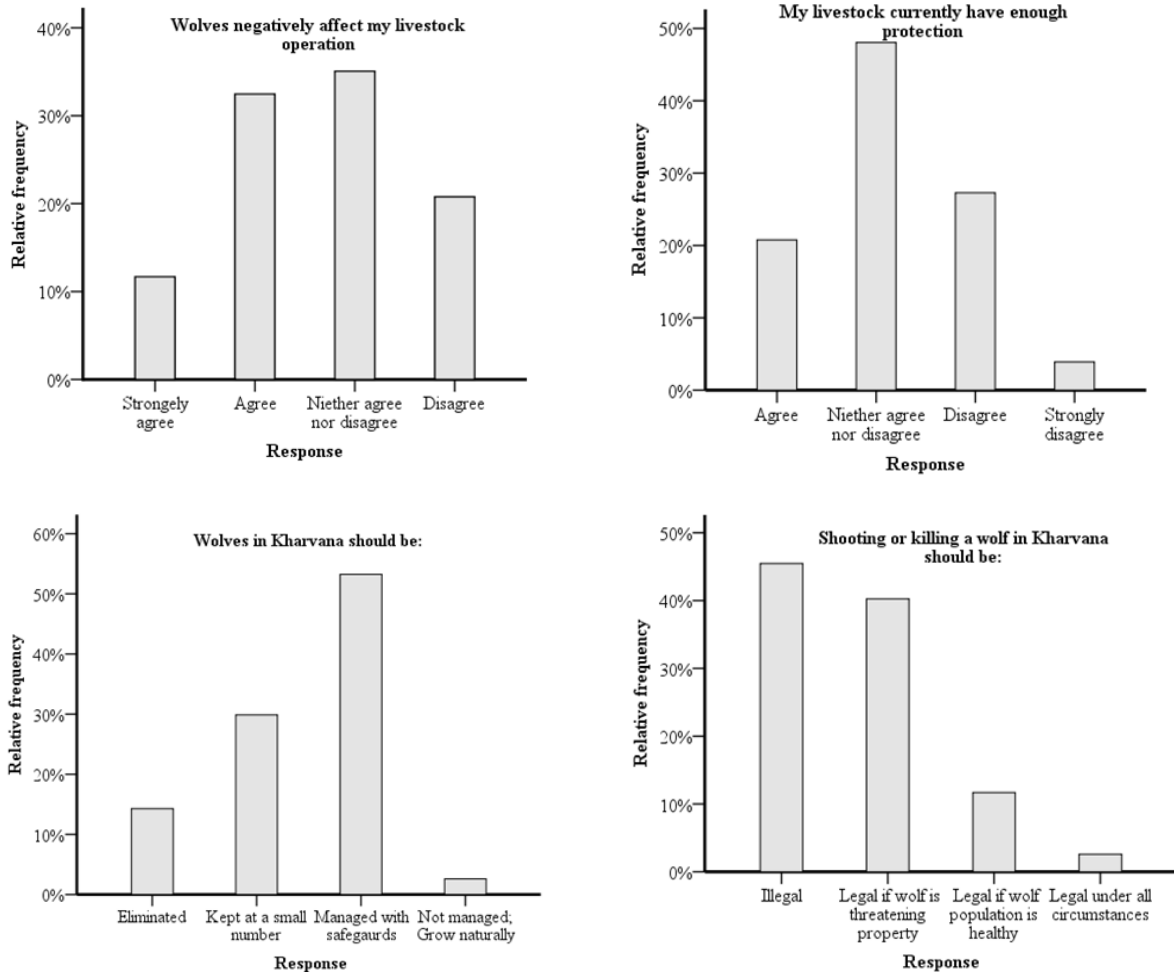 Wolves negatively affect my livestock
operation
40%
30%
20%
10%
0%
Relative frequency
Strongely
agree
Agree
Niether agree
nor disagree
Disagree
Response
My livestock currently have enough
protection
50%
40%
30%
20%
10%
0%
Relative frequency
Agree
Niether agree
nor disagree
Disagree
Strongly
disagree
Response
Wolves in Kharvana should be:
60%
50%
40%
30%
20%
10%
0%
Relative frequency
Eliminated
Kept at a small
number
Managed with
safegaurds
Not managed;
Grow naturally
Response
Shooting or killing a wolf in Kharvana
should be:
50%
40%
30%
20%
10%
0%
Relative frequency
Illegal
Legal if wolf is
threatening
property
Legal if wolf
population is
healthy
Legal under all
circumstances
Response